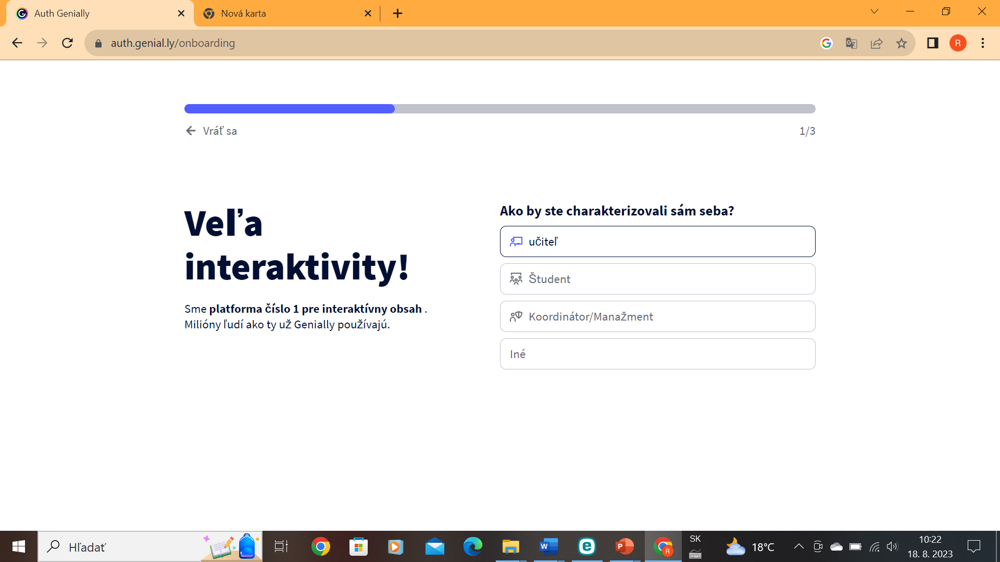 Auth Genially
Nová karta
auth.genial.ly/onboarding
R
Vráť sa
1/3
Veľa
interaktivity!
Sme platforma číslo 1 pre interaktívny obsah .
Milióny ľudí ako ty už Genially používajú.
Ako by ste charakterizovali sám seba?
učiteľ
Študent
Koordinátor/Manažment
Iné
Hľadať
SK
18°C
10:22
18. 8. 2023